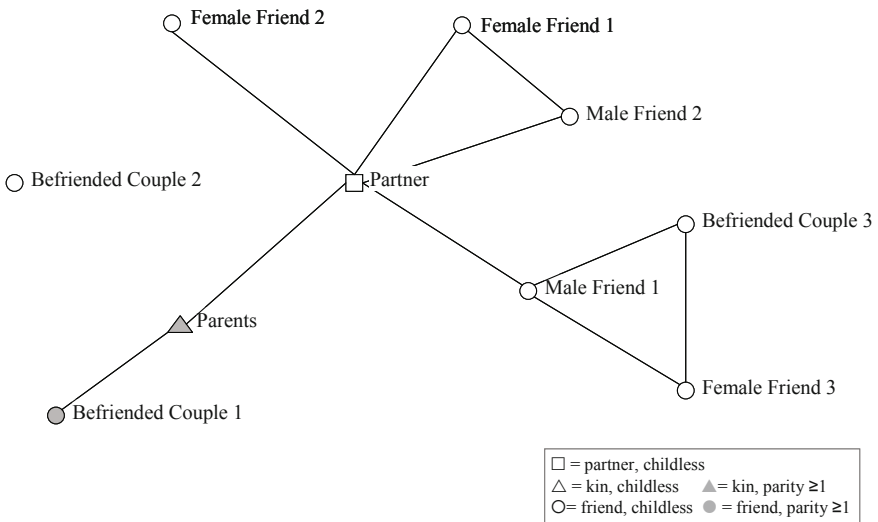 Female Friend 2
Female Friend 1
Male Friend 2
Befriended Couple 2
Partner
Befriended Couple 3
Male Friend 1
Parents
Female Friend 3
Befriended Couple 1
= partner, childless
= kin, childless = kin, parity ≥1
= friend, childless = friend, parity ≥1